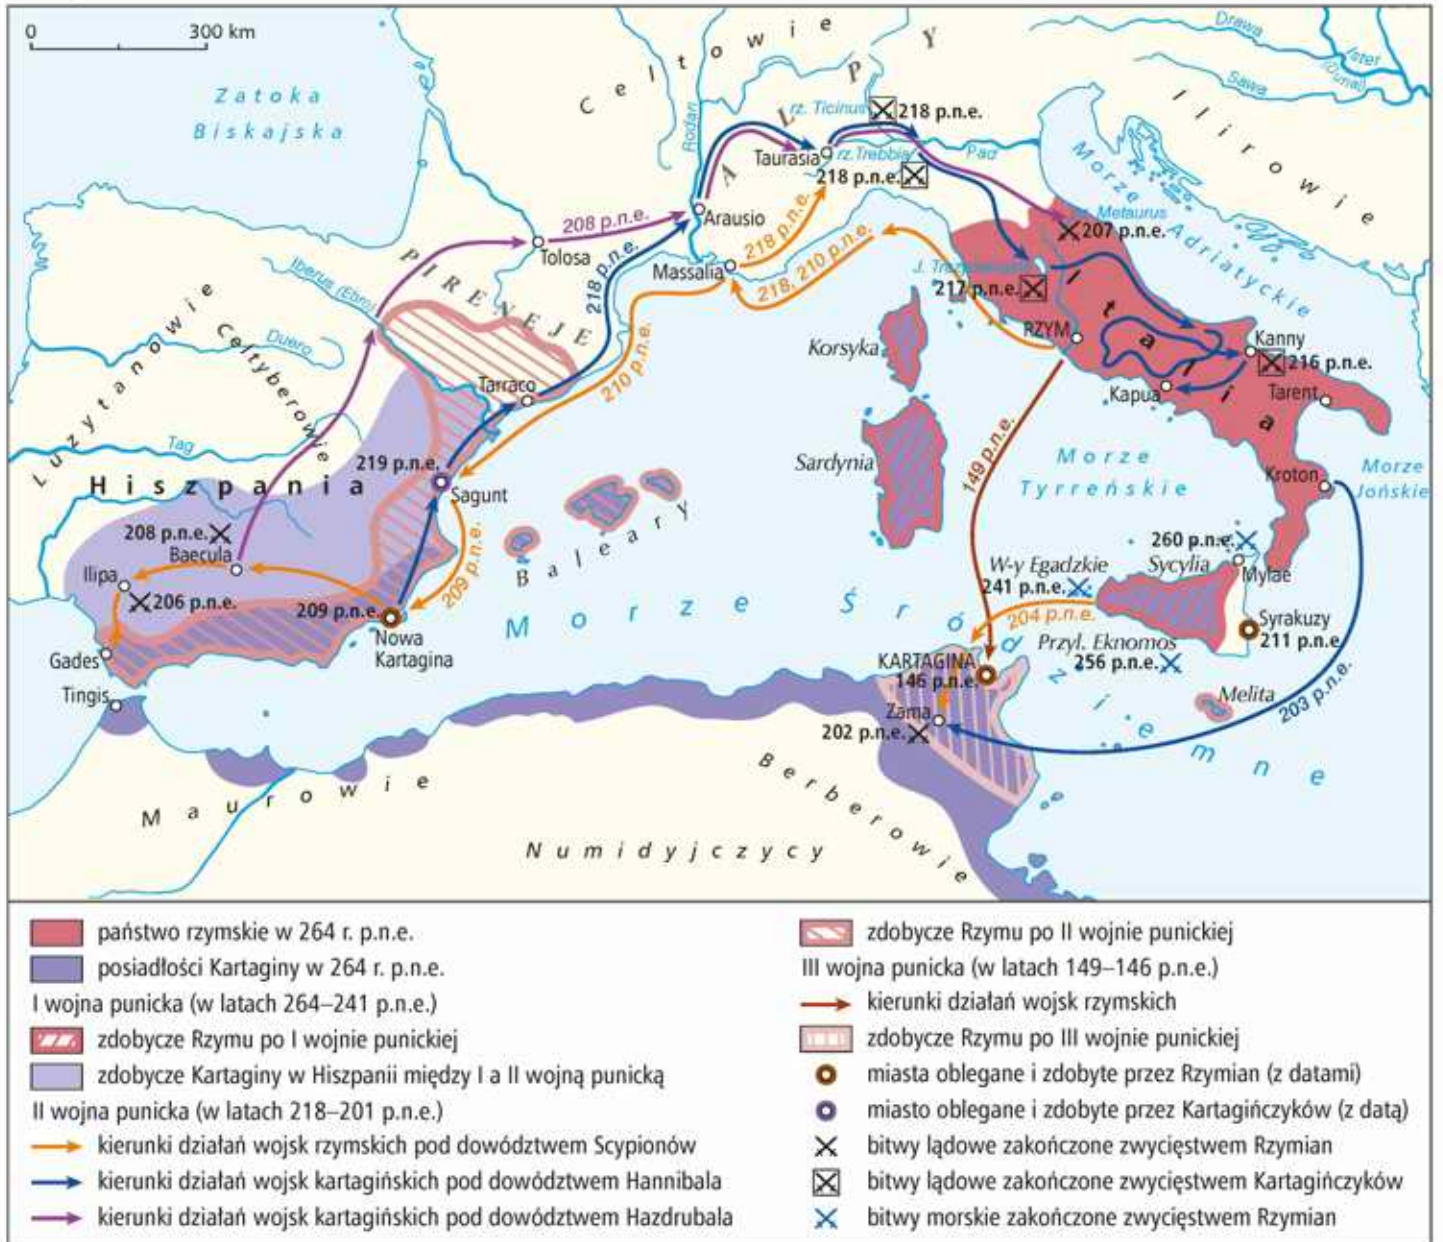 0 300 km
Zatoka
Biskajska
Celtowie
ALPY
Drawa
Ister
(Dunaj)
Sawa
Ilirowie
Rodan
rz. Ticinus
218 p.n.e.
Taurasia
rz. Trebbia
Pad
218 p.n.e.
Morze
Adriatyckie
208 p.n.e.
Arausio
Tolosa
218 p.n.e.
218 p.n.e.
Massalia
218, 210 p.n.e.
Metaurus
207 p.n.e.
217 p.n.e.
PIRENEJE
Iberus (Ebro)
Luzytanowie
Celtyberowie
Duero
Tarraco
210 p.n.e.
Korsyka
RZYM
Italia
Kanny
216 p.n.e.
Kapua
Tarent
Tag
219 p.n.e.
Sagunt
Hiszpania
Sardynia
149 p.n.e.
Morze
Tyrreńskie
Kroton
Morze
Jońskie
208 p.n.e.
Baecula
Baleary
209 p.n.e.
260 p.n.e.
Ilipa
206 p.n.e.
209 p.n.e.
Nowa
Kartagina
W-y Egadzkie
241 p.n.e.
Sycylia
Mylae
Morze Śródziemne
204 p.n.e.
Syrakuzy
211 p.n.e.
Gades
Tingis
KARTAGINA
146 p.n.e.
Przyl. Eknomos
256 p.n.e.
Melita
203 p.n.e.
Zama
202 p.n.e.
Maurowie
Berberowie
Numidyjczycy
państwo rzymskie w 264 r. p.n.e.
posiadłości Kartaginy w 264 r. p.n.e.
I wojna punicka (w latach 264–241 p.n.e.)
zdobycze Rzymu po I wojnie punickiej
zdobycze Kartaginy w Hiszpanii między I a II wojną punicką
II wojna punicka (w latach 218–201 p.n.e.)
kierunki działań wojsk rzymskich pod dowództwem Scypionów
kierunki działań wojsk kartagińskich pod dowództwem Hannibala
kierunki działań wojsk kartagińskich pod dowództwem Hazdrubala
zdobycze Rzymu po II wojnie punickiej
III wojna punicka (w latach 149–146 p.n.e.)
kierunki działań wojsk rzymskich
zdobycze Rzymu po III wojnie punickiej
miasta oblegane i zdobyte przez Rzymian (z datami)
miasto oblegane i zdobyte przez Kartagińczyków (z datą)
bitwy lądowe zakończone zwycięstwem Rzymian
bitwy lądowe zakończone zwycięstwem Kartagińczyków
bitwy morskie zakończone zwycięstwem Rzymian